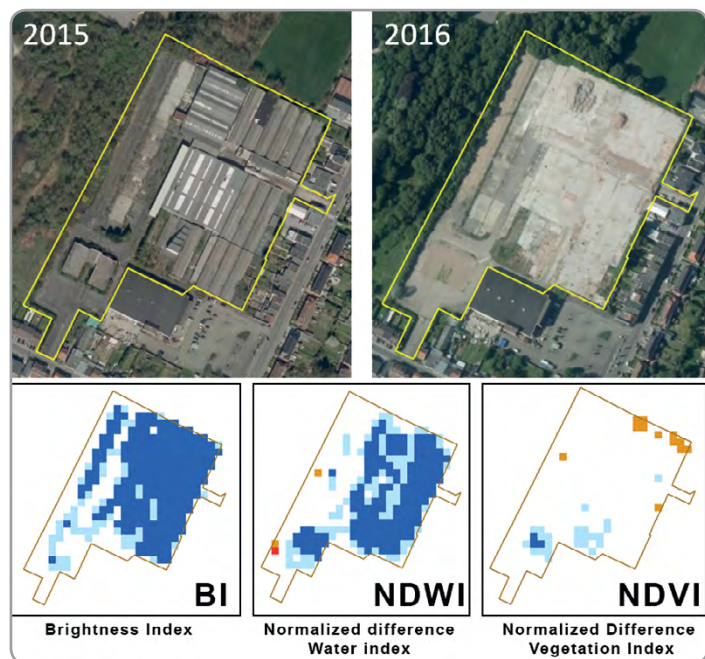 2015
2016
BI
NDWI
NDVI
Brightness Index
Normalized difference
Water index
Normalized Difference
Vegetation Index